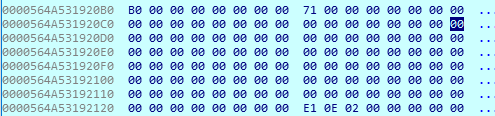 0000564A531920B0 B0 00 00 00 00 00 00 00 71 00 00 00 00 00 00 00 ...
0000564A531920C0 00 00 00 00 00 00 00 00 00 00 00 00 00 00 00 00 ...
0000564A531920D0 00 00 00 00 00 00 00 00 00 00 00 00 00 00 00 00 ...
0000564A531920E0 00 00 00 00 00 00 00 00 00 00 00 00 00 00 00 00 ...
0000564A531920F0 00 00 00 00 00 00 00 00 00 00 00 00 00 00 00 00 ...
0000564A53192100 00 00 00 00 00 00 00 00 00 00 00 00 00 00 00 00 ...
0000564A53192110 00 00 00 00 00 00 00 00 00 00 00 00 00 00 00 00 ...
0000564A53192120 00 00 00 00 00 00 00 00 E1 0E 02 00 00 00 00 00 ...